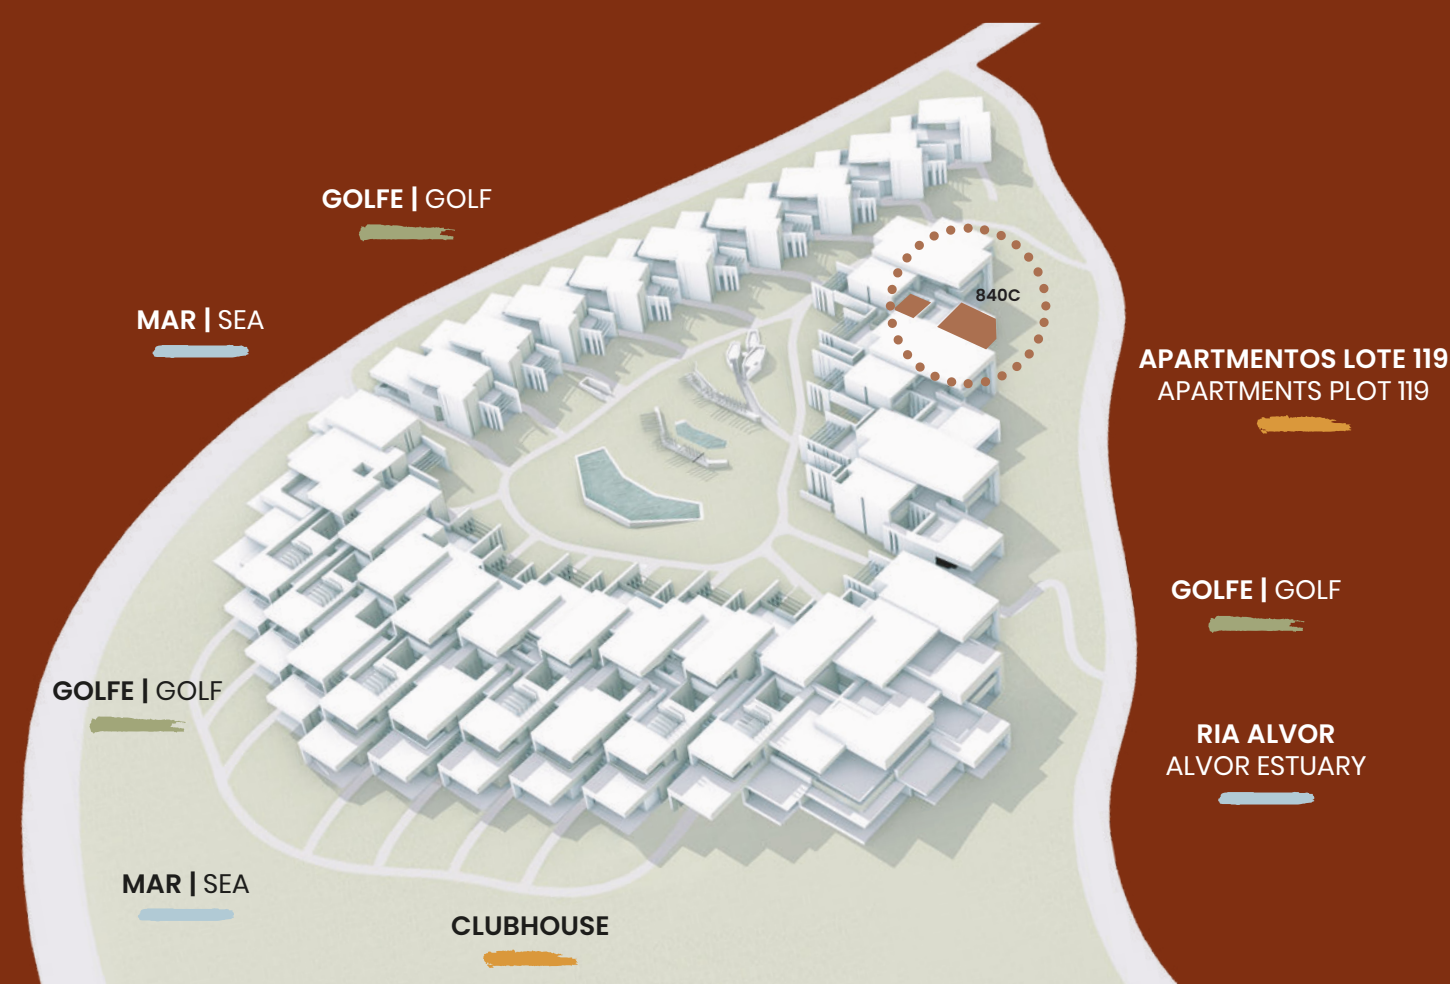 GOLFE | GOLF
MAR | SEA
840C
APARTMENTOS LOTE 119
APARTMENTS PLOT 119
GOLFE | GOLF
GOLFE | GOLF
RIA ALVOR
ALVOR ESTUARY
MAR | SEA
CLUBHOUSE